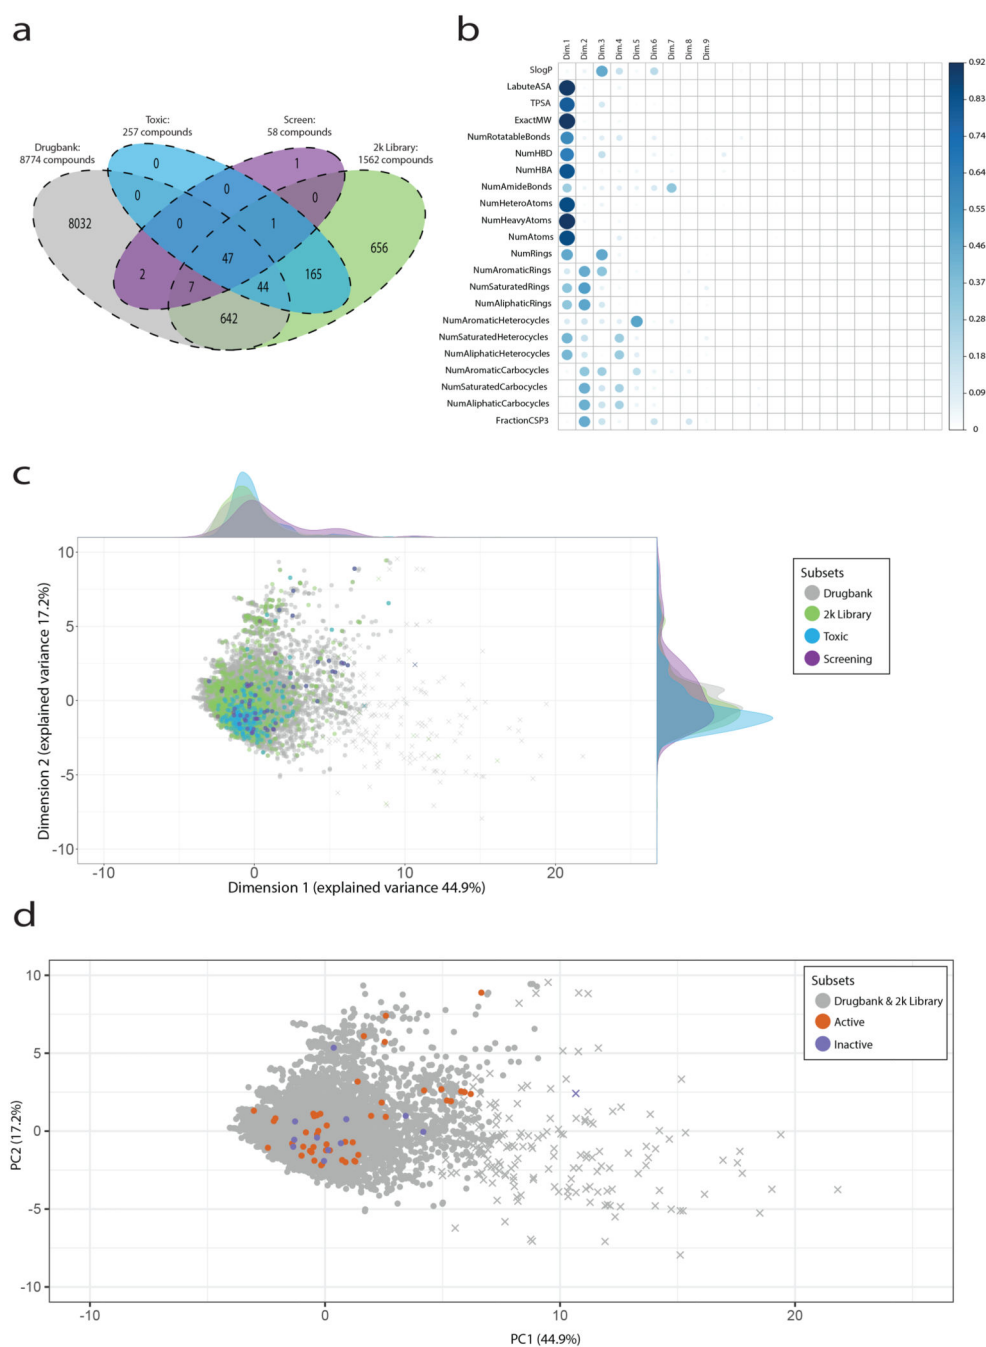 a
Toxic:
257 compounds
Screen:
58 compounds
Drugbank:
8774 compounds
2k Library:
1562 compounds
0
1
0
0
0
8032
0
1
656
47
2
165
7
44
642
b
Dim.1
Dim.2
Dim.3
Dim.4
Dim.5
Dim.6
Dim.7
Dim.8
Dim.9
SlogP
LabuteASA
TPSA
ExactMW
NumRotatableBonds
NumHBD
NumHBA
NumAmideBonds
NumHeteroAtoms
NumHeavyAtoms
NumAtoms
NumRings
NumAromaticRings
NumSaturatedRings
NumAliphaticRings
NumAromaticHeterocycles
NumSaturatedHeterocycles
NumAliphaticHeterocycles
NumAromaticCarbocycles
NumSaturatedCarbocycles
NumAliphaticCarbocycles
FractionCSP3
0.92
0.83
0.73
0.64
0.55
0.46
0.37
0.28
0.18
0.09
0
c
10
5
0
-5
-10
Dimension 2 (explained variance 17.2%)
-10
0
10
20
Dimension 1 (explained variance 44.9%)
Subsets
Drugbank
2k Library
Toxic
Screening
d
10
5
0
-5
-10
PC2 (17.2%)
-10
0
10
20
PC1 (44.9%)
Subsets
Drugbank & 2k Library
Active
Inactive